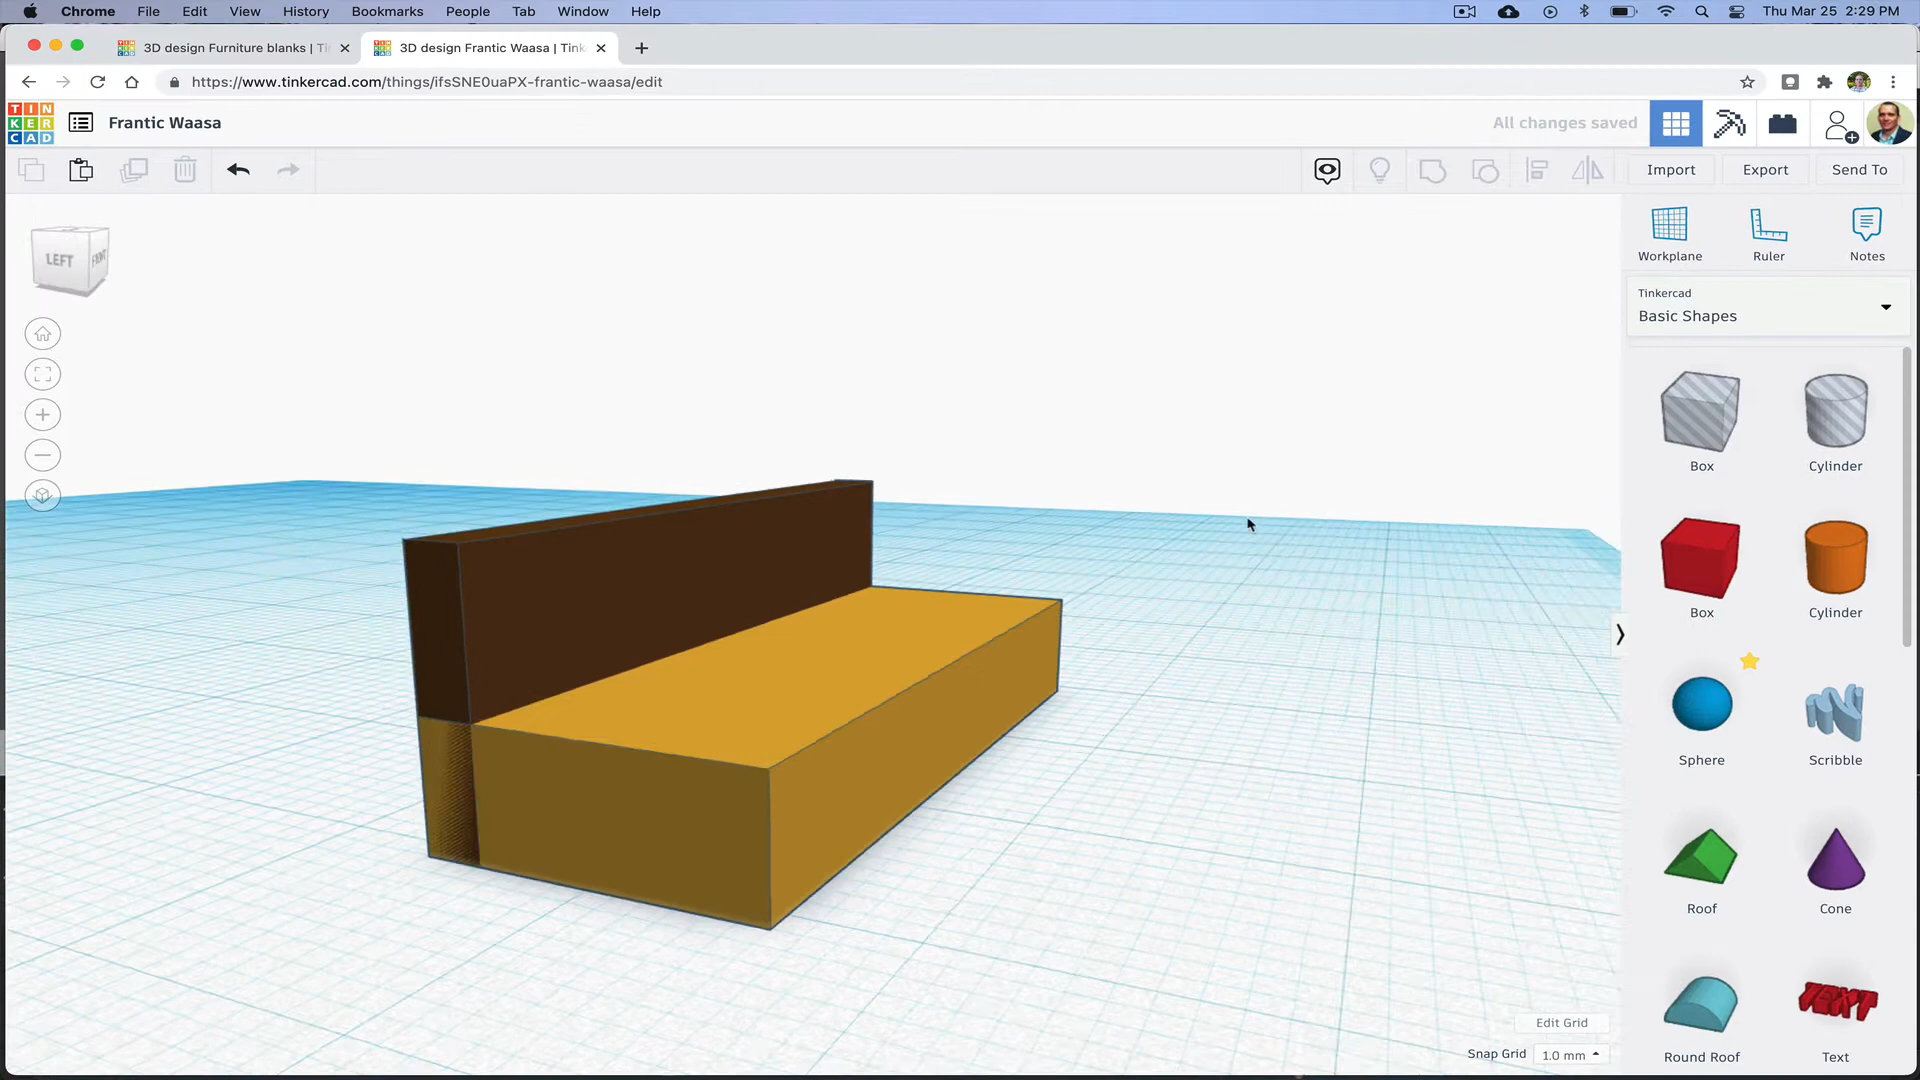 Chrome File Edit View History Bookmarks People Tab Window Help Thu Mar 25 2:29 PM
3D design Furniture blanks | Ti
3D design Frantic Waasa | Tink
https://www.tinkercad.com/things/ifsSNE0uaPX-frantic-waasa/edit
TIN
KER
CAD
Frantic Waasa
All changes saved
Import Export Send To
LEFT FRONT
Workplane Ruler Notes
Tinkercad
Basic Shapes
Box Cylinder
Box Cylinder
Sphere Scribble
Roof Cone
TEXT
Round Roof Text
Edit Grid
Snap Grid 1.0 mm